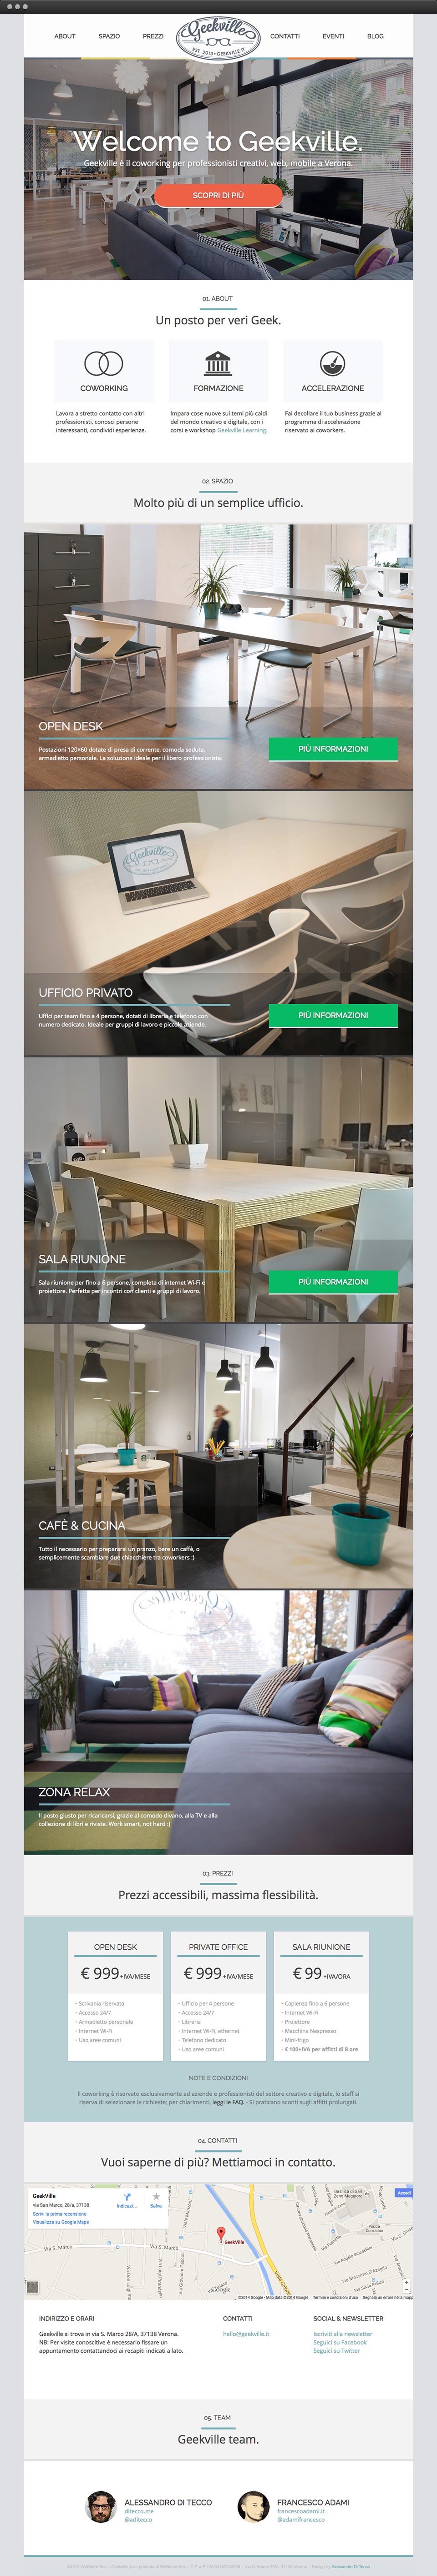 ABOUT SPAZIO PREZZI Geekville CONTATTI EVENTI BLOG
EST. 2013 • GEEKVILLE.IT
Welcome to Geekville.
Geekville è il coworking per professionisti creativi, web, mobile a Verona.
SCOPRI DI PIÙ
01. ABOUT
Un posto per veri Geek.
COWORKING
Lavora a stretto contatto con altri
professionisti, conosci persone
interessanti, condividi esperienze.
FORMAZIONE
Impara cose nuove sui temi più caldi
del mondo creativo e digitale, con i
corsi e workshop Geekville Learning.
ACCELERAZIONE
Fai decollare il tuo business grazie al
programma di accelerazione
riservato ai coworkers.
02. SPAZIO
Molto più di un semplice ufficio.
OPEN DESK
Postazioni 120×60 dotate di presa di corrente, comoda seduta,
armadietto personale. La soluzione ideale per il libero professionista.
PIÙ INFORMAZIONI
Geekville
UFFICIO PRIVATO
Uffici per team fino a 4 persone, dotati di libreria e telefono con
numero dedicato. Ideale per gruppi di lavoro e piccole aziende.
PIÙ INFORMAZIONI
SALA RIUNIONE
Sala riunione per fino a 6 persone, completa di internet Wi-Fi e
proiettore. Perfetta per incontri con clienti e gruppi di lavoro.
PIÙ INFORMAZIONI
CAFÈ & CUCINA
Tutto il necessario per prepararsi un pranzo, bere un caffè, o
semplicemente scambiare due chiacchiere tra coworkers :)
ZONA RELAX
Il posto giusto per ricaricarsi, grazie al comodo divano, alla TV e alla
collezione di libri e riviste. Work smart, not hard :)
03. PREZZI
Prezzi accessibili, massima flessibilità.
OPEN DESK
€ 999 +IVA/MESE
• Scrivania riservata
• Accesso 24/7
• Armadietto personale
• Internet Wi-Fi
• Uso aree comuni
PRIVATE OFFICE
€ 999 +IVA/MESE
• Ufficio per 4 persone
• Accesso 24/7
• Libreria
• Internet Wi-Fi, ethernet
• Telefono dedicato
• Uso aree comuni
SALA RIUNIONE
€ 99 +IVA/ORA
• Capienza fino a 6 persone
• Internet Wi-Fi
• Proiettore
• Macchina Nespresso
• Mini-frigo
• € 100+IVA per affitti di 8 ore
NOTE E CONDIZIONI
Il coworking è riservato esclusivamente ad aziende e professionisti del settore creativo e digitale, lo staff si
riserva di selezionare le richieste; per chiarimenti, leggi le FAQ. - Si praticano sconti sugli affitti prolungati.
04. CONTATTI
Vuoi saperne di più? Mettiamoci in contatto.
GeekVille
via San Marco, 28/a, 37138
Scrivi la prima recensione
Visualizza su Google Maps
Indicazi... Salva
Accedi
Via S. Marco
Via S. Marco
GeekVille
Google
INDIRIZZO E ORARI
Geekville si trova in via S. Marco 28/A, 37138 Verona.
NB: Per visite conoscitive è necessario fissare un
appuntamento contattandoci ai recapiti indicati a lato.
CONTATTI
hello@geekville.it
SOCIAL & NEWSLETTER
Iscriviti alla newsletter
Seguici su Facebook
Seguici su Twitter
05. TEAM
Geekville team.
ALESSANDRO DI TECCO
ditecco.me
@aditecco
FRANCESCO ADAMI
francescoadami.it
@adamifrancesco